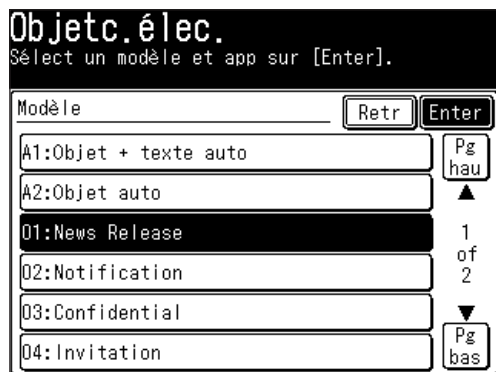 Objetc.élec.
Sélect un modèle et app sur [Enter].
Modèle
Retr
Enter
A1:Objet + texte auto
Pg
hau
A2:Objet auto
01:News Release
1
of
2
02:Notification
03:Confidential
04:Invitation
Pg
bas